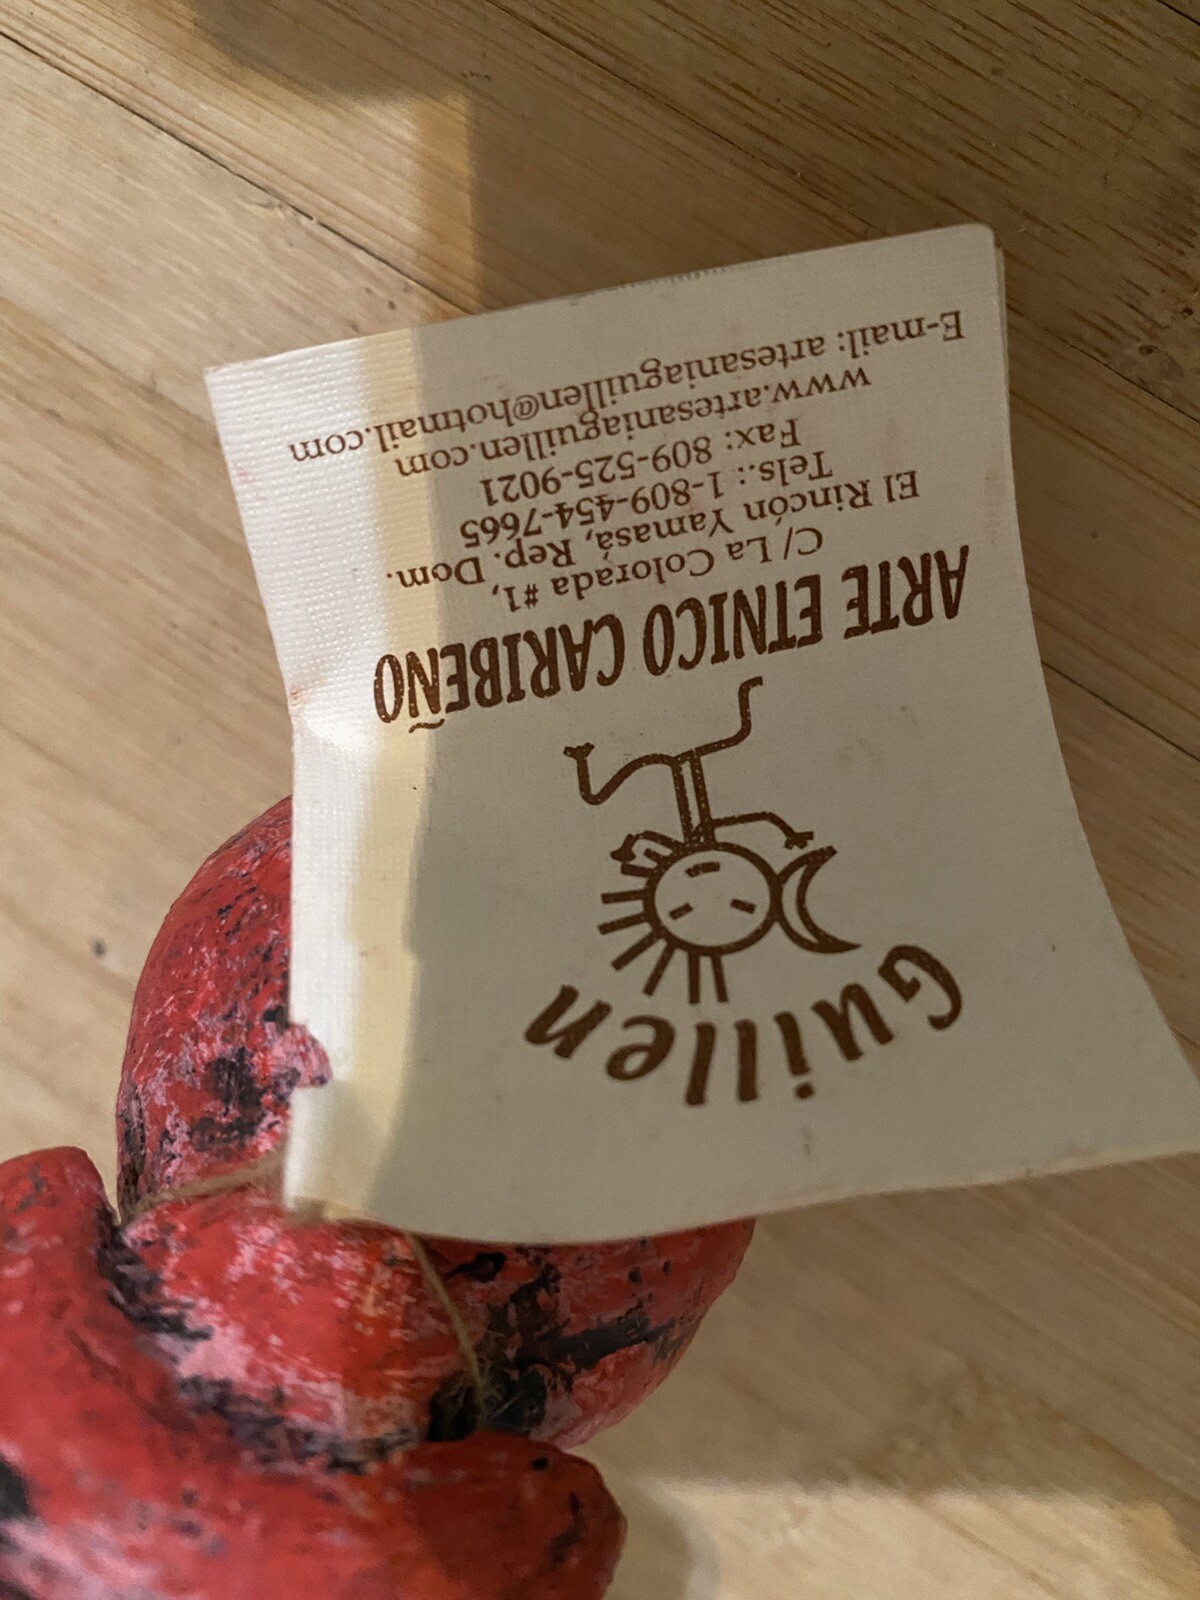 Guillen
ARTE ETNICO CARIBEÑO
C/ La Colorada #1,
El Rincón Yamasá, Rep. Dom.
Tels.: 1-809-454-7665
Fax: 809-525-9021
www.artesaniaguillen.com
E-mail: artesaniaguillen@hotmail.com